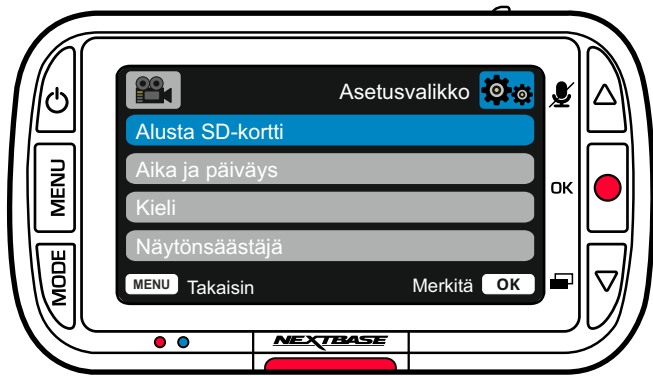 Asetusvalikko
Alusta SD-kortti
Aika ja päiväys
Kieli
Näytönsäästäjä
MENU Takaisin Merkitä OK
MENU
MODE
OK
NEXTBASE